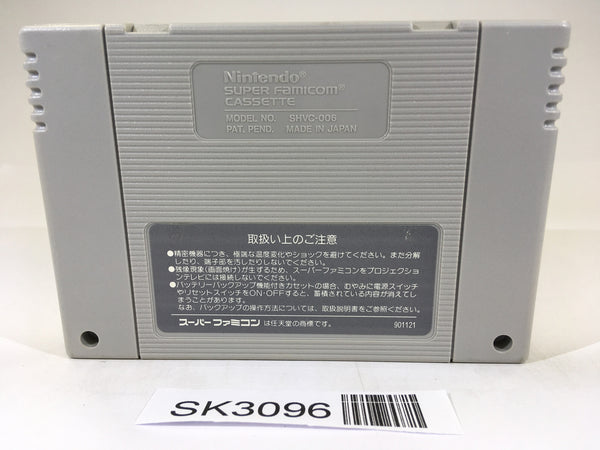 Nintendo®
SUPER FAMICOM®
CASSETTE
MODEL NO. SHVC-006
PAT. PEND. MADE IN JAPAN
取扱い上のご注意
●精密機器につき、極端な温度変化やショックを避けてください。また分解
したり、端子部を汚したりしないでください。
●残像現象(画面焼け)が生ずるため、スーパーファミコンをプロジェクション
テレビには接続しないでください。
●バッテリーバックアップ機能付きカセットの場合、むやみに電源スイッチ
やリセットスイッチをON・OFFすると、蓄積されている内容が消えてし
まうことがあります。
なお、バックアップの操作方法については、取扱説明書をご参照ください。
スーパーファミコン は任天堂の商標です。 901121
SK3096